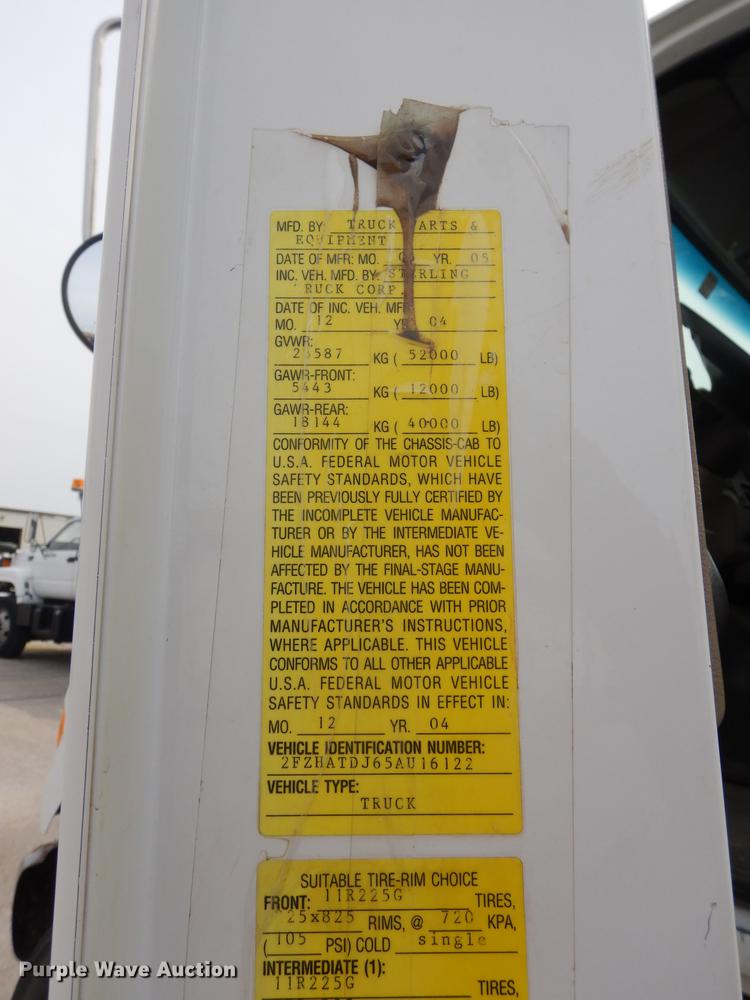 MFD. BY: TRUCK ARTS &
EQUIPMENT
DATE OF MFR: MO. YR. 05
INC. VEH. MFD. BY: STERLING
RUCK CORP.
DATE OF INC. VEH. MFR.
MO. 12 YR 04
GVWR:
23587 KG ( 52000 LB)
GAWR-FRONT:
5443 KG ( 12000 LB)
GAWR-REAR:
18144 KG ( 40000 LB)
CONFORMITY OF THE CHASSIS-CAB TO
U.S.A. FEDERAL MOTOR VEHICLE
SAFETY STANDARDS, WHICH HAVE
BEEN PREVIOUSLY FULLY CERTIFIED BY
THE INCOMPLETE VEHICLE MANUFAC-
TURER OR BY THE INTERMEDIATE VE-
HICLE MANUFACTURER, HAS NOT BEEN
AFFECTED BY THE FINAL-STAGE MANU-
FACTURE. THE VEHICLE HAS BEEN COM-
PLETED IN ACCORDANCE WITH PRIOR
MANUFACTURER'S INSTRUCTIONS,
WHERE APPLICABLE. THIS VEHICLE
CONFORMS TO ALL OTHER APPLICABLE
U.S.A. FEDERAL MOTOR VEHICLE
SAFETY STANDARDS IN EFFECT IN:
MO. 12 YR. 04
VEHICLE IDENTIFICATION NUMBER:
2FZHATDJ65AU16122
VEHICLE TYPE:
TRUCK
SUITABLE TIRE-RIM CHOICE
FRONT: 11R225G TIRES,
25x825 RIMS, @ 720 KPA,
( 105 PSI) COLD single
INTERMEDIATE (1):
11R225G TIRES,
Purple Wave Auction